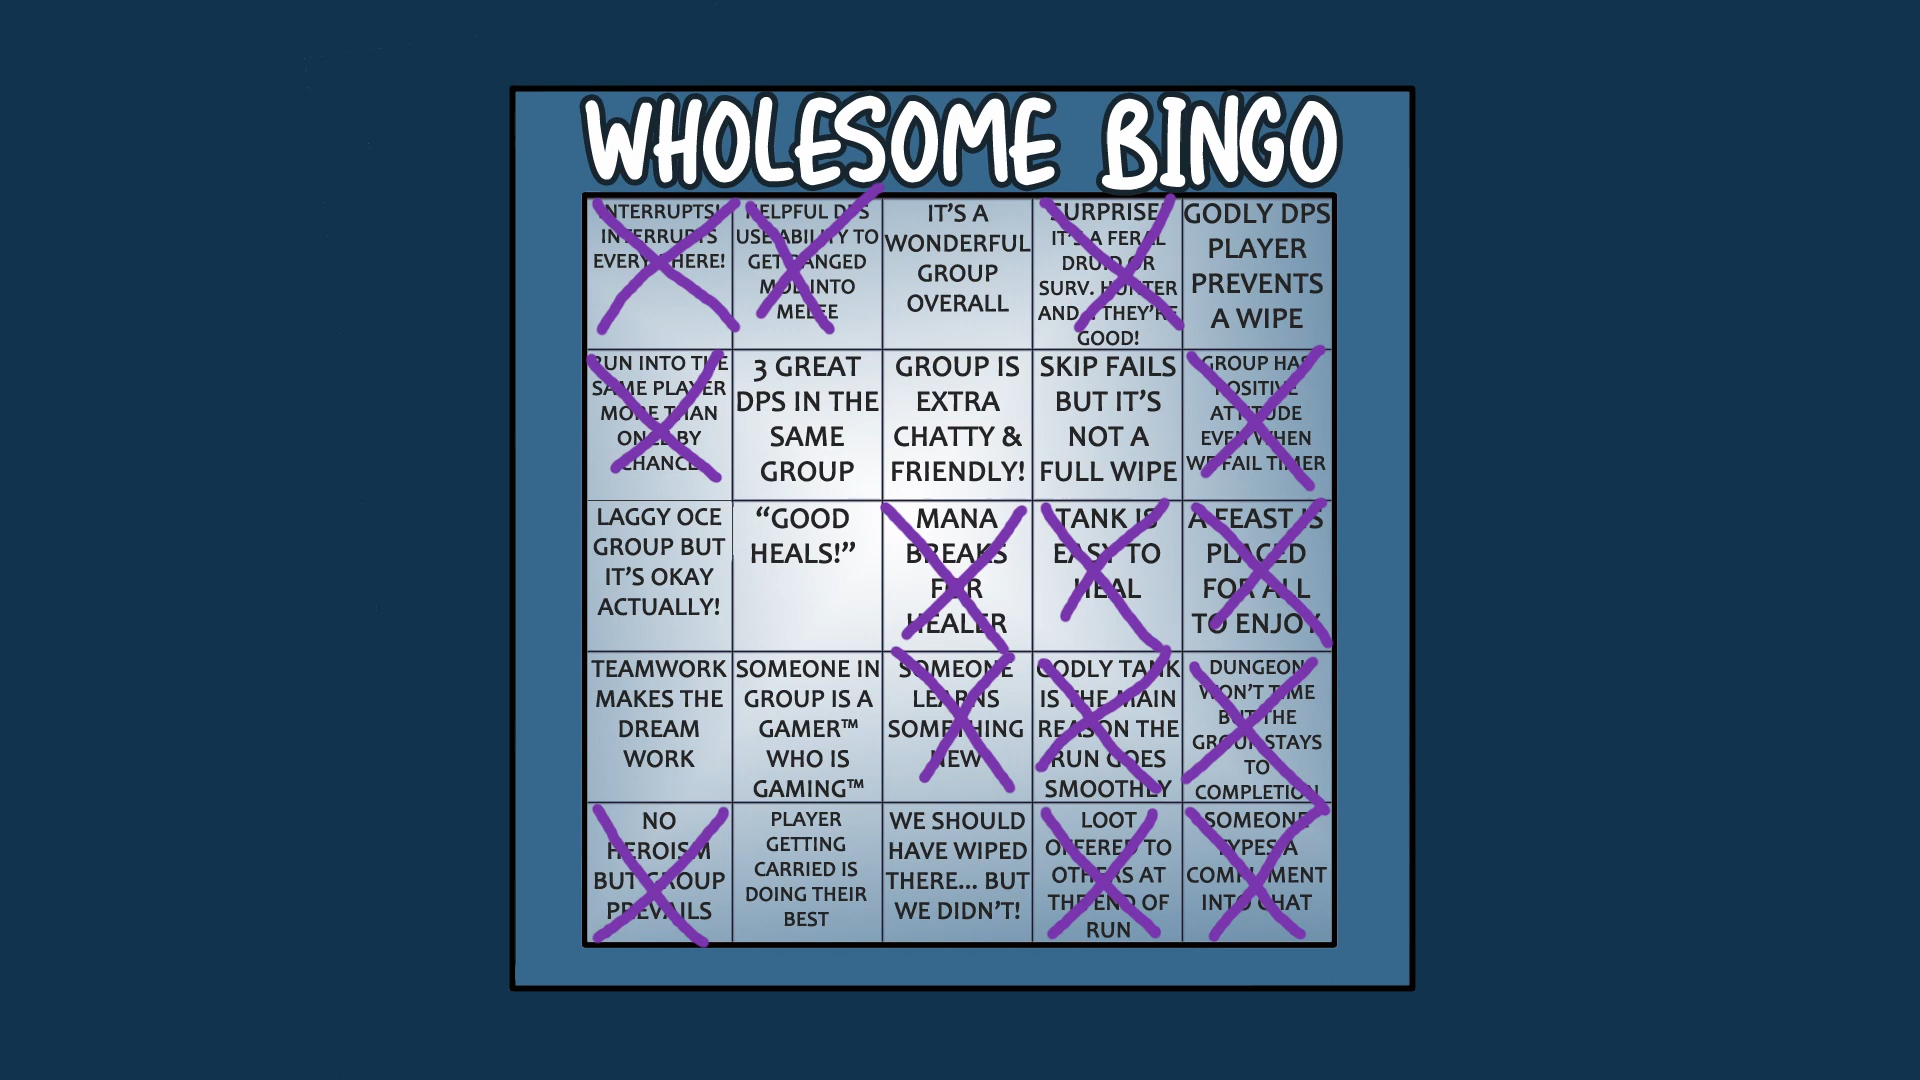 WHOLESOME BINGO
INTERRUPTS!
INTERRUPTS
EVERYWHERE!
HELPFUL DPS
USE ABILITY TO
GET RANGED
MOB INTO
MELEE
IT'S A
WONDERFUL
GROUP
OVERALL
SURPRISE!
IT'S A FERAL
DRUID OR
SURV. HUNTER
AND THEY'RE
GOOD!
GODLY DPS
PLAYER
PREVENTS
A WIPE
RUN INTO THE
SAME PLAYER
MORE THAN
ONCE BY
CHANCE
3 GREAT
DPS IN THE
SAME
GROUP
GROUP IS
EXTRA
CHATTY &
FRIENDLY!
SKIP FAILS
BUT IT'S
NOT A
FULL WIPE
GROUP HAS
POSITIVE
ATTITUDE
EVEN WHEN
WE FAIL TIMER
LAGGY OCE
GROUP BUT
IT'S OKAY
ACTUALLY!
“GOOD
HEALS!”
MANA
BREAKS
FOR
HEALER
TANK IS
EASY TO
HEAL
A FEAST IS
PLACED
FOR ALL
TO ENJOY
TEAMWORK
MAKES THE
DREAM
WORK
SOMEONE IN
GROUP IS A
GAMER™
WHO IS
GAMING™
SOMEONE
LEARNS
SOMETHING
NEW
GODLY TANK
IS THE MAIN
REASON THE
RUN GOES
SMOOTHLY
DUNGEON
WON'T TIME
BUT THE
GROUP STAYS
TO
COMPLETION
NO
HEROISM
BUT GROUP
PREVAILS
PLAYER
GETTING
CARRIED IS
DOING THEIR
BEST
WE SHOULD
HAVE WIPED
THERE... BUT
WE DIDN'T!
LOOT
OFFERED TO
OTHERS AT
THE END OF
RUN
SOMEONE
TYPES A
COMPLIMENT
INTO CHAT